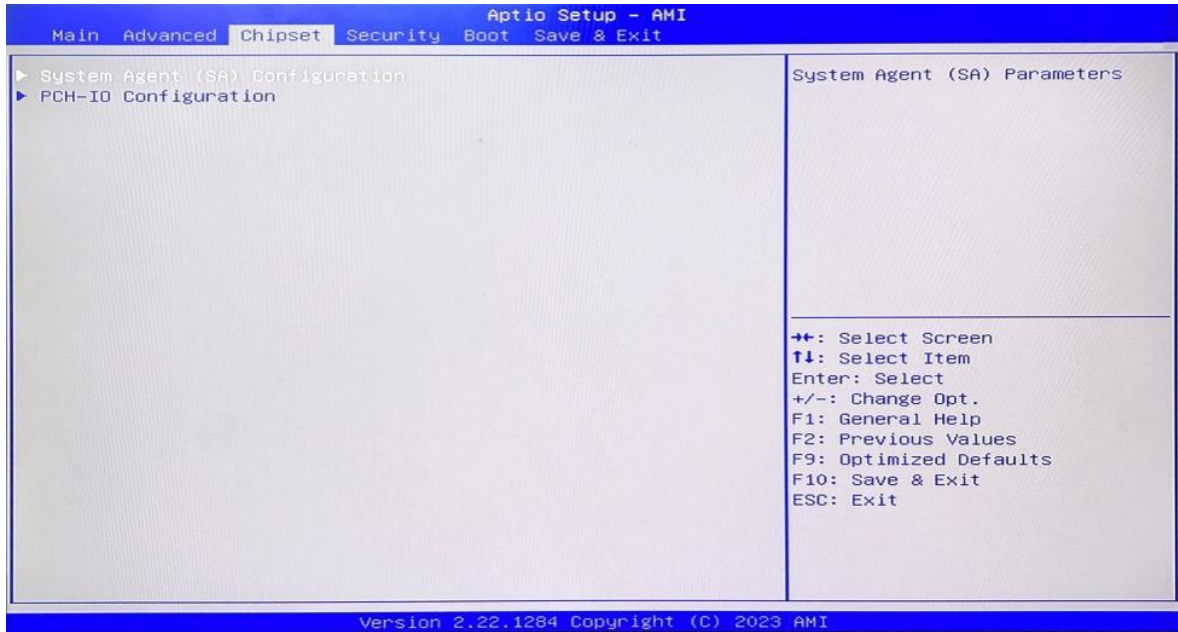 Aptio Setup - AMI
Main Advanced Chipset Security Boot Save & Exit
► System Agent (SA) Configuration
► PCH-IO Configuration
System Agent (SA) Parameters
→←: Select Screen
↑↓: Select Item
Enter: Select
+/-: Change Opt.
F1: General Help
F2: Previous Values
F9: Optimized Defaults
F10: Save & Exit
ESC: Exit
Version 2.22.1284 Copyright (C) 2023 AMI